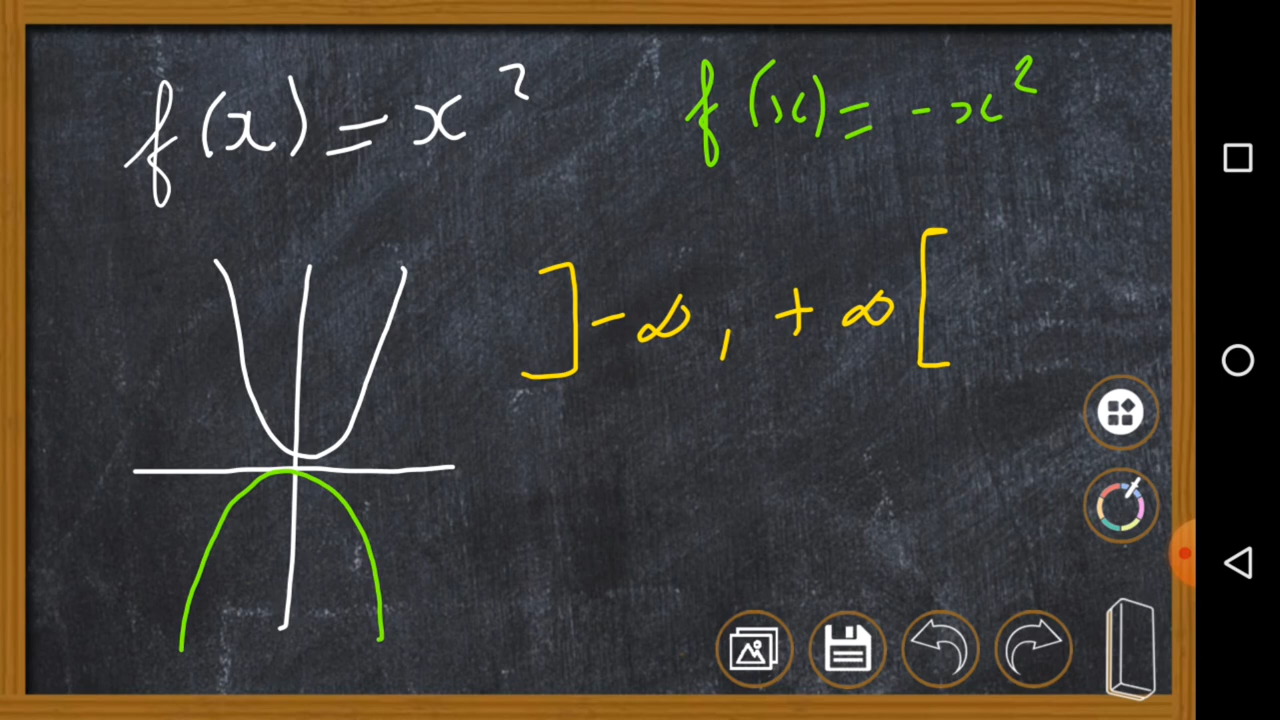 f(x) = x²
f(x) = -x²
]-∞, +∞[